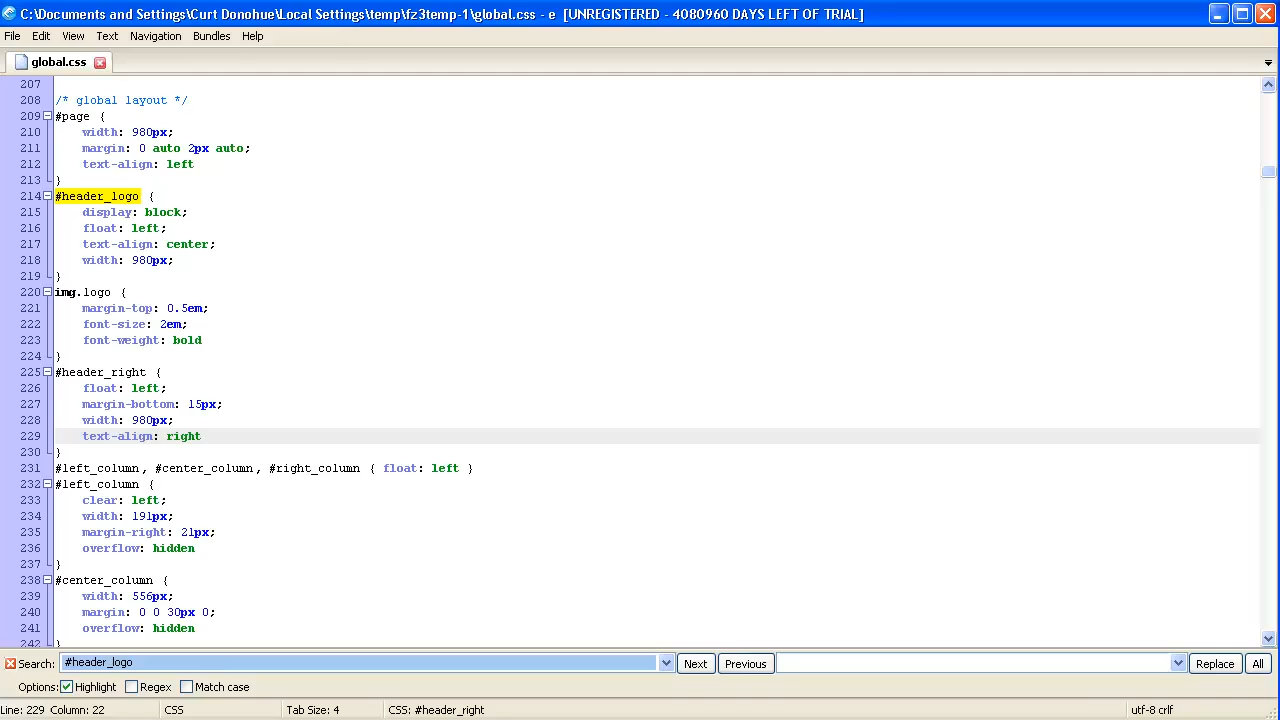 C:\Documents and Settings\Curt Donohue\Local Settings\temp\fz3temp-1\global.css - e [UNREGISTERED - 4080960 DAYS LEFT OF TRIAL]
File Edit View Text Navigation Bundles Help
global.css
207
208 /* global layout */
209 #page {
210 width: 980px;
211 margin: 0 auto 2px auto;
212 text-align: left
213 }
214 #header_logo {
215 display: block;
216 float: left;
217 text-align: center;
218 width: 980px;
219 }
220 img.logo {
221 margin-top: 0.5em;
222 font-size: 2em;
223 font-weight: bold
224 }
225 #header_right {
226 float: left;
227 margin-bottom: 15px;
228 width: 980px;
229 text-align: right
230 }
231 #left_column, #center_column, #right_column { float: left }
232 #left_column {
233 clear: left;
234 width: 191px;
235 margin-right: 21px;
236 overflow: hidden
237 }
238 #center_column {
239 width: 556px;
240 margin: 0 0 30px 0;
241 overflow: hidden
242 }
Search: #header_logo Next Previous Replace All
Options: Highlight Regex Match case
Line: 229 Column: 22 CSS Tab Size: 4 CSS: #header_right utf-8 crlf